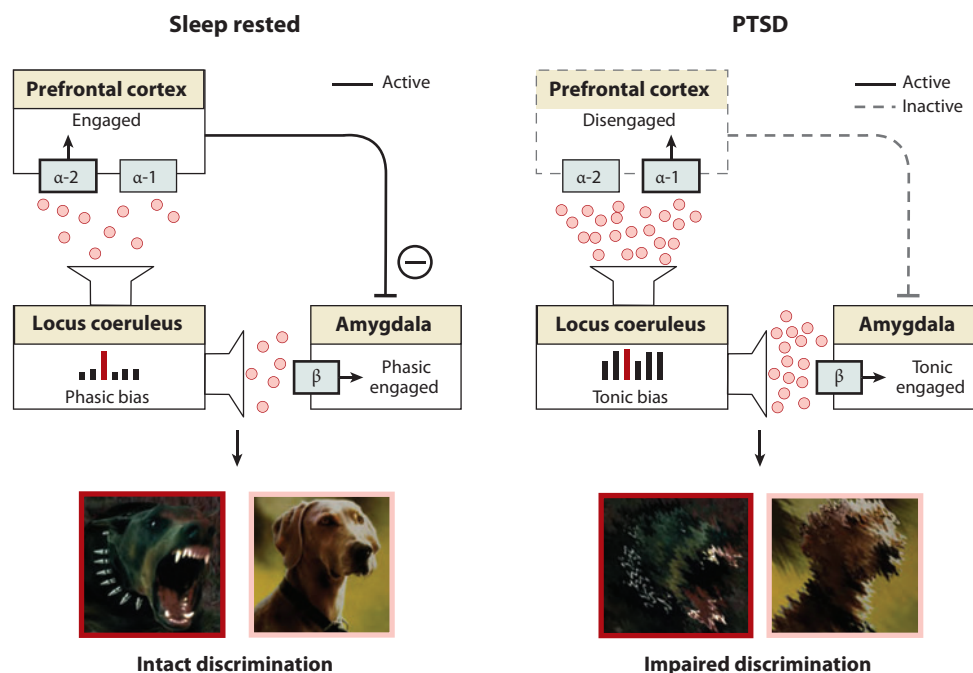 Sleep rested
Prefrontal cortex
Engaged
α-2
α-1
Active
Locus coeruleus
Phasic bias
Amygdala
β
Phasic
engaged
Intact discrimination
PTSD
Prefrontal cortex
Disengaged
α-2
α-1
Active
Inactive
Locus coeruleus
Tonic bias
Amygdala
β
Tonic
engaged
Impaired discrimination